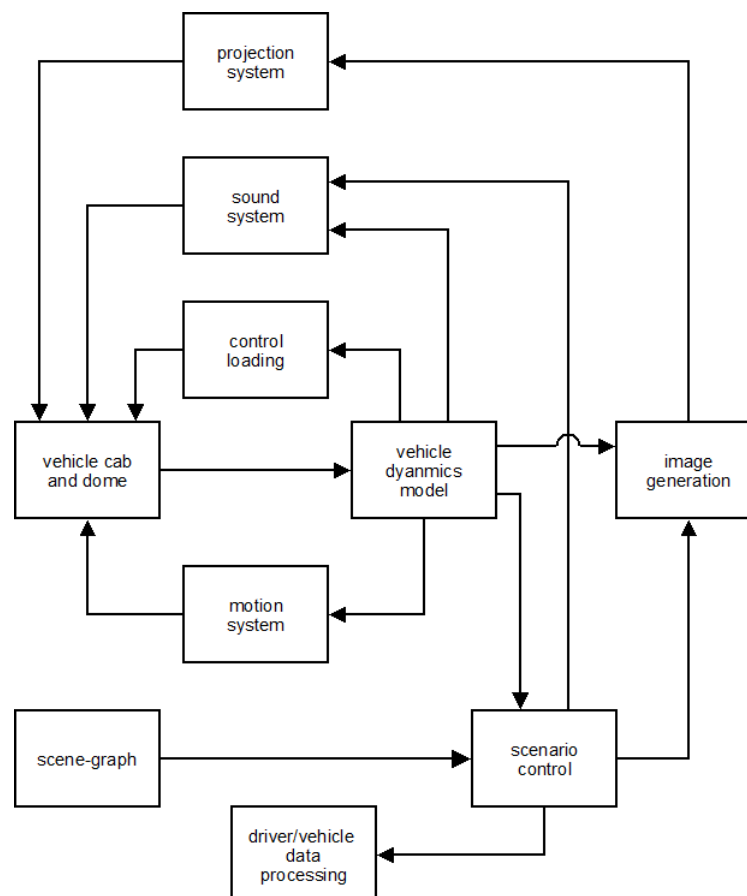 projection
system
sound
system
control
loading
vehicle cab
and dome
vehicle
dyanmics
model
image
generation
motion
system
scene-graph
scenario
control
driver/vehicle
data
processing